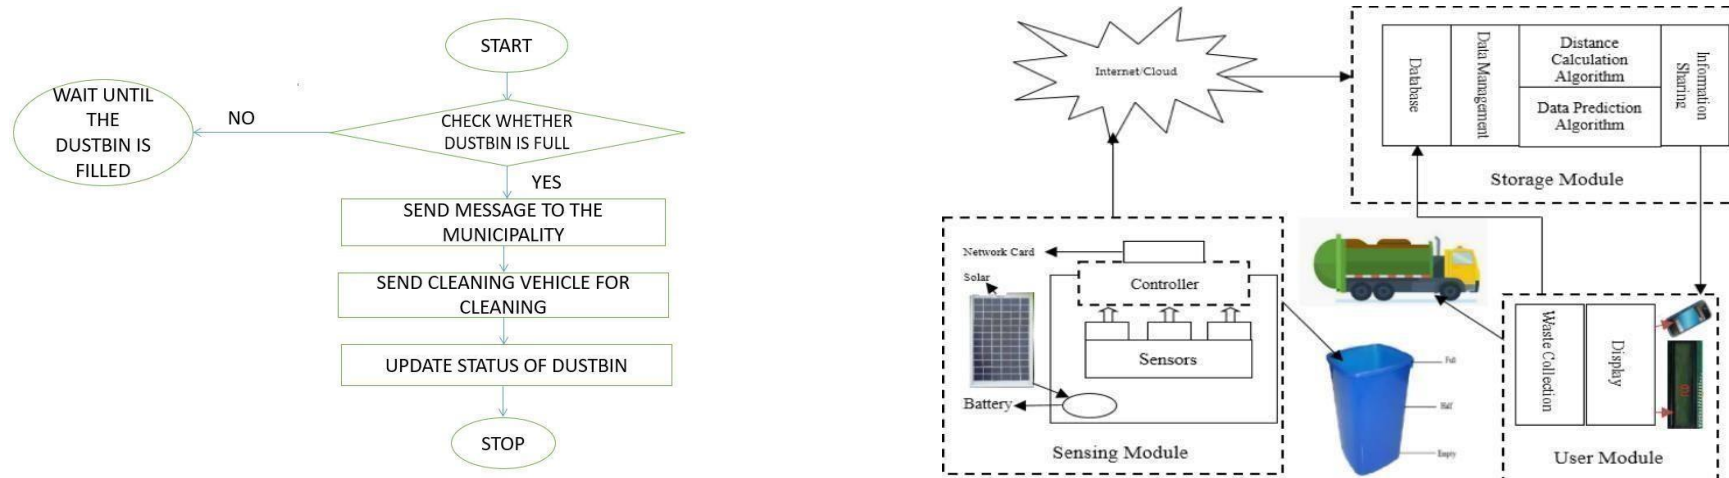 START
WAIT UNTIL
THE
DUSTBIN IS
FILLED
NO
CHECK WHETHER
DUSTBIN IS FULL
YES
SEND MESSAGE TO THE
MUNICIPALITY
SEND CLEANING VEHICLE FOR
CLEANING
UPDATE STATUS OF DUSTBIN
STOP
Internet/Cloud
Database
Data Management
Distance
Calculation
Algorithm
Data Prediction
Algorithm
Information
Sharing
Storage Module
Network Card
Solar
Controller
Sensors
Battery
Sensing Module
Full
Half
Empty
Waste Collection
Display
User Module